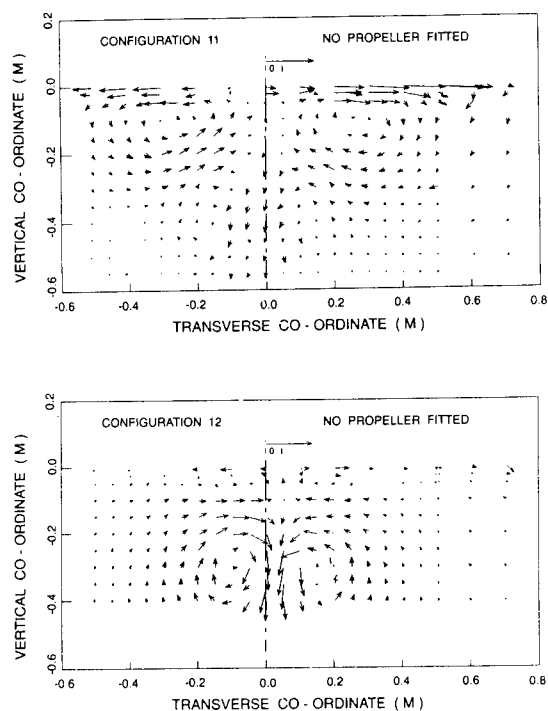 0.2
CONFIGURATION 11
NO PROPELLER FITTED
0.1
0.0
-0.2
-0.4
-0.6
VERTICAL CO - ORDINATE ( M )
-0.6 -0.4 -0.2 0.0 0.2 0.4 0.6 0.8
TRANSVERSE CO - ORDINATE ( M )
0.2
CONFIGURATION 12
NO PROPELLER FITTED
0.1
0.0
-0.2
-0.4
-0.6
VERTICAL CO - ORDINATE ( M )
-0.6 -0.4 -0.2 0.0 0.2 0.4 0.6 0.8
TRANSVERSE CO - ORDINATE ( M )